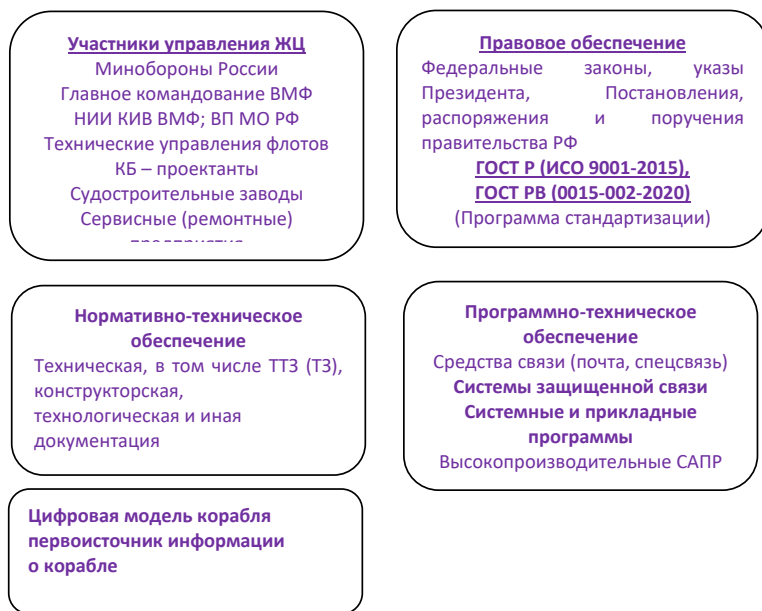 Участники управления ЖЦ
Минобороны России
Главное командование ВМФ
НИИ КИВ ВМФ; ВП МО РФ
Технические управления флотов
КБ – проектанты
Судостроительные заводы
Сервисные (ремонтные)
Правовое обеспечение
Федеральные законы, указы
Президента, Постановления,
распоряжения и поручения
правительства РФ
ГОСТ Р (ИСО 9001-2015),
ГОСТ РВ (0015-002-2020)
(Программа стандартизации)
Нормативно-техническое
обеспечение
Техническая, в том числе ТТЗ (ТЗ),
конструкторская,
технологическая и иная
документация
Программно-техническое
обеспечение
Средства связи (почта, спецсвязь)
Системы защищенной связи
Системные и прикладные
программы
Высокопроизводительные САПР
Цифровая модель корабля
первоисточник информации
о корабле